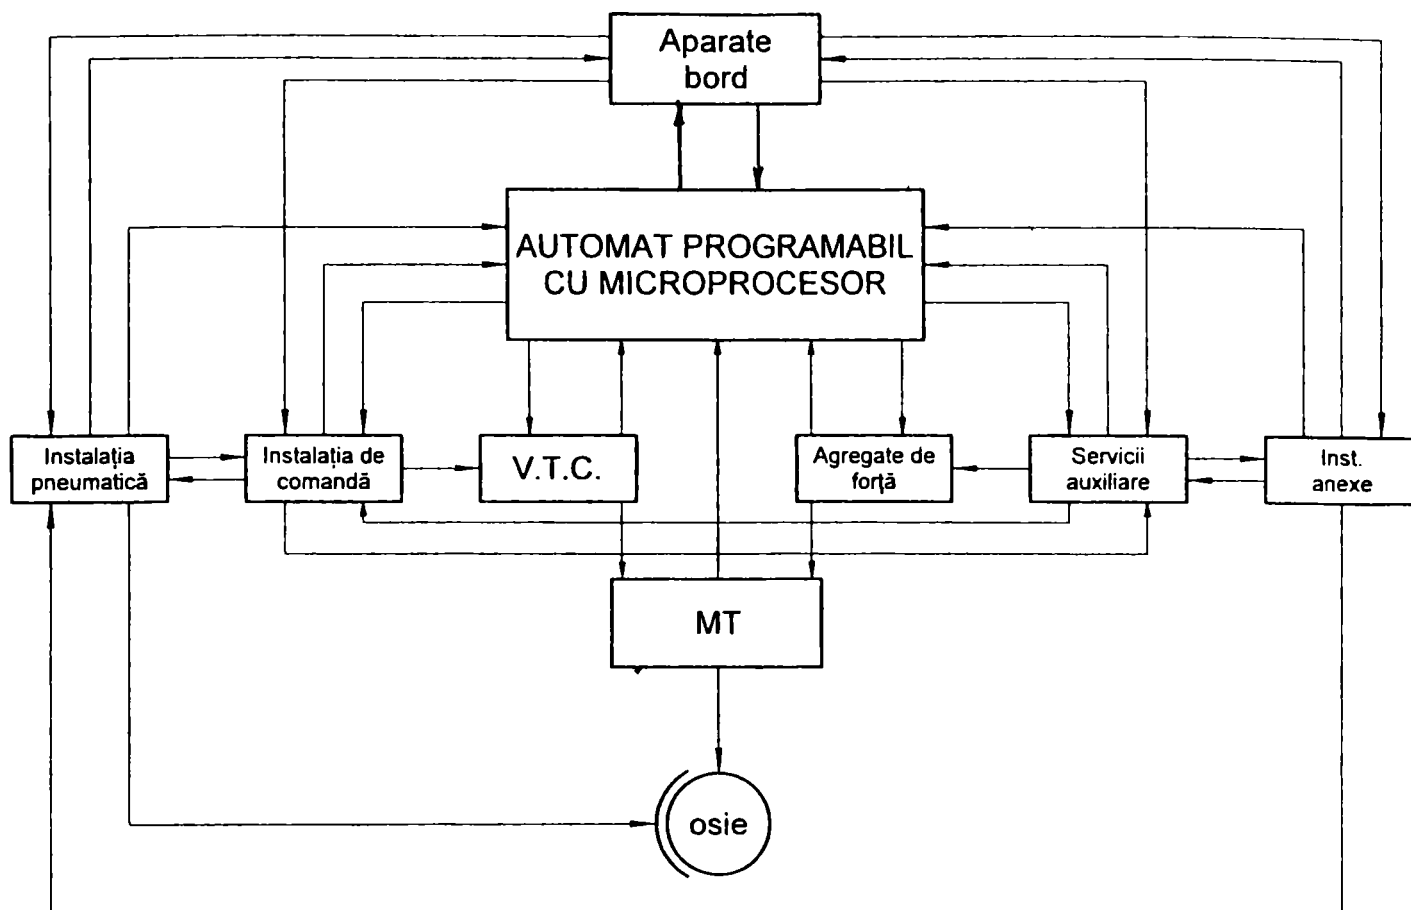 Aparate
bord
AUTOMAT PROGRAMABIL
CU MICROPROCESOR
Instalația
pneumatică
Instalația de
comandă
V.T.C.
Agregate de
forță
Servicii
auxiliare
Inst.
anexe
MT
osie